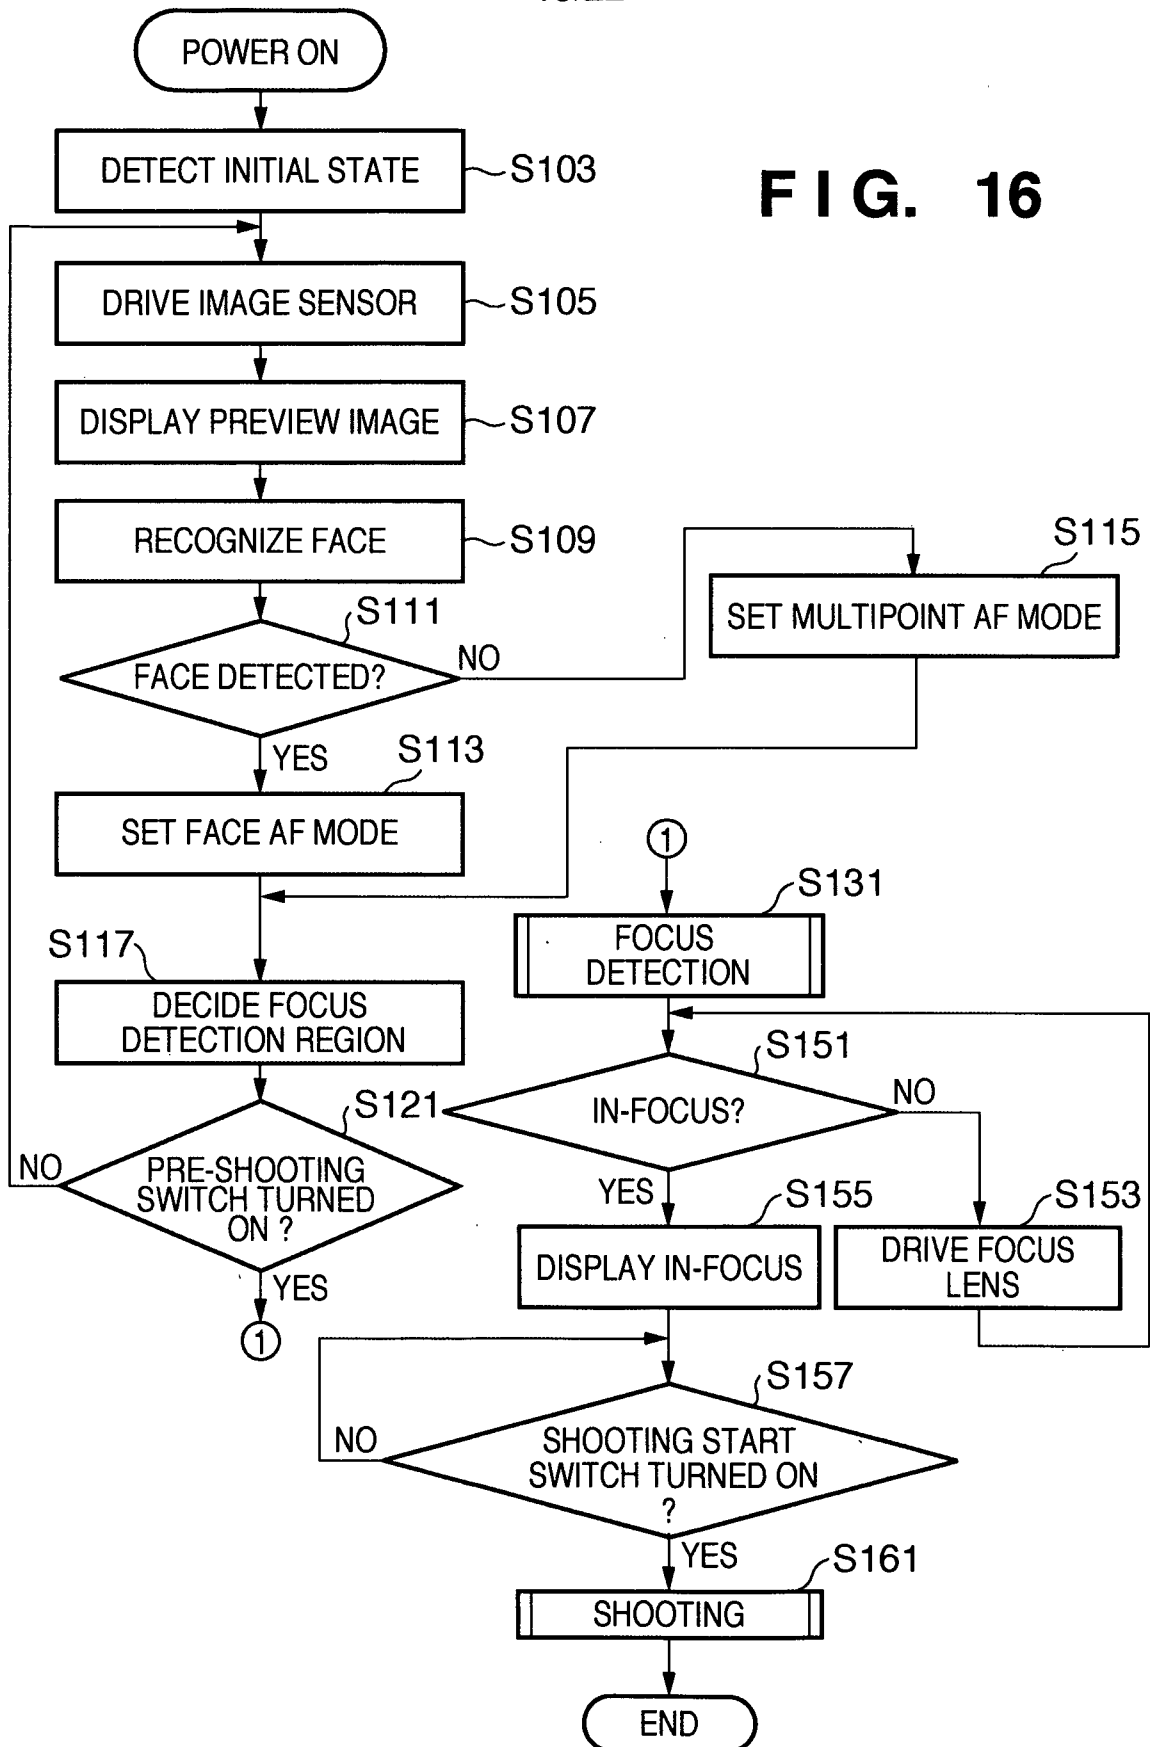 POWER ON
DETECT INITIAL STATE
S103
FIG. 16
DRIVE IMAGE SENSOR
S105
DISPLAY PREVIEW IMAGE
S107
RECOGNIZE FACE
S109
S115
SET MULTIPOINT AF MODE
S111
FACE DETECTED?
NO
YES
S113
SET FACE AF MODE
S117
DECIDE FOCUS
DETECTION REGION
S121
PRE-SHOOTING
SWITCH TURNED
ON ?
NO
YES
1
1
S131
FOCUS
DETECTION
S151
IN-FOCUS?
NO
YES
S155
DISPLAY IN-FOCUS
S153
DRIVE FOCUS
LENS
S157
SHOOTING START
SWITCH TURNED ON
?
NO
YES
S161
SHOOTING
END